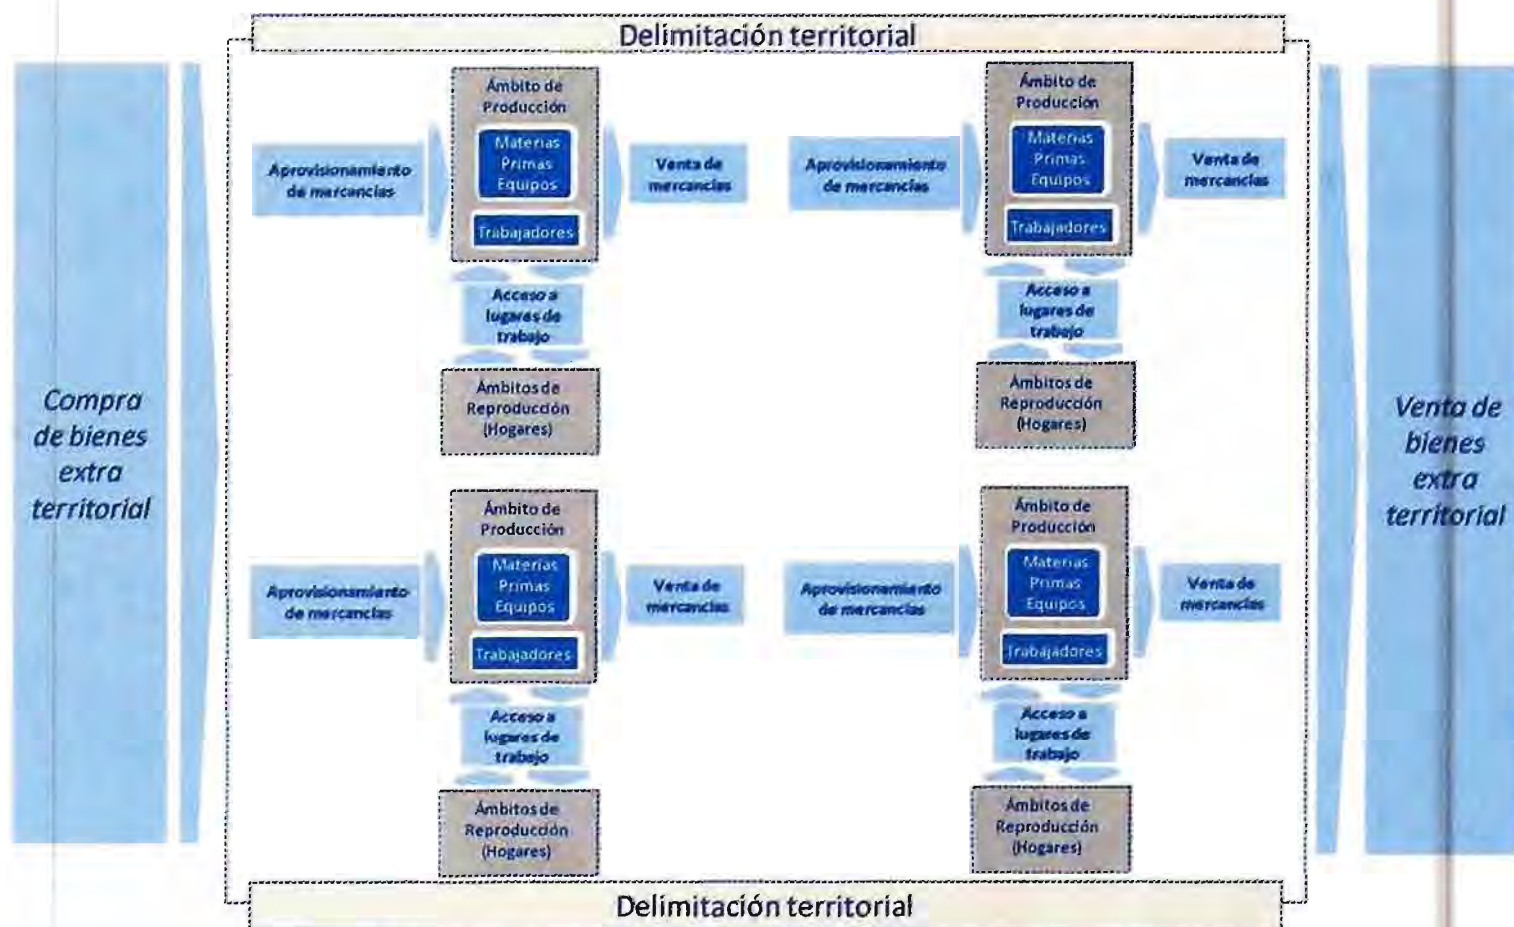 Delimitación territorial
Compra
de bienes
extra
territorial
Aprovisionamiento
de mercancías
Ámbito de
Producción
Materias
Primas
Equipos
Trabajadores
Venta de
mercancías
Acceso a
lugares de
trabajo
Ámbitos de
Reproducción
(Hogares)
Aprovisionamiento
de mercancías
Ámbito de
Producción
Materias
Primas
Equipos
Trabajadores
Venta de
mercancías
Acceso a
lugares de
trabajo
Ámbitos de
Reproducción
(Hogares)
Aprovisionamiento
de mercancías
Ámbito de
Producción
Materias
Primas
Equipos
Trabajadores
Venta de
mercancías
Acceso a
lugares de
trabajo
Ámbitos de
Reproducción
(Hogares)
Aprovisionamiento
de mercancías
Ámbito de
Producción
Materias
Primas
Equipos
Trabajadores
Venta de
mercancías
Acceso a
lugares de
trabajo
Ámbitos de
Reproducción
(Hogares)
Venta de
bienes
extra
territorial
Delimitación territorial